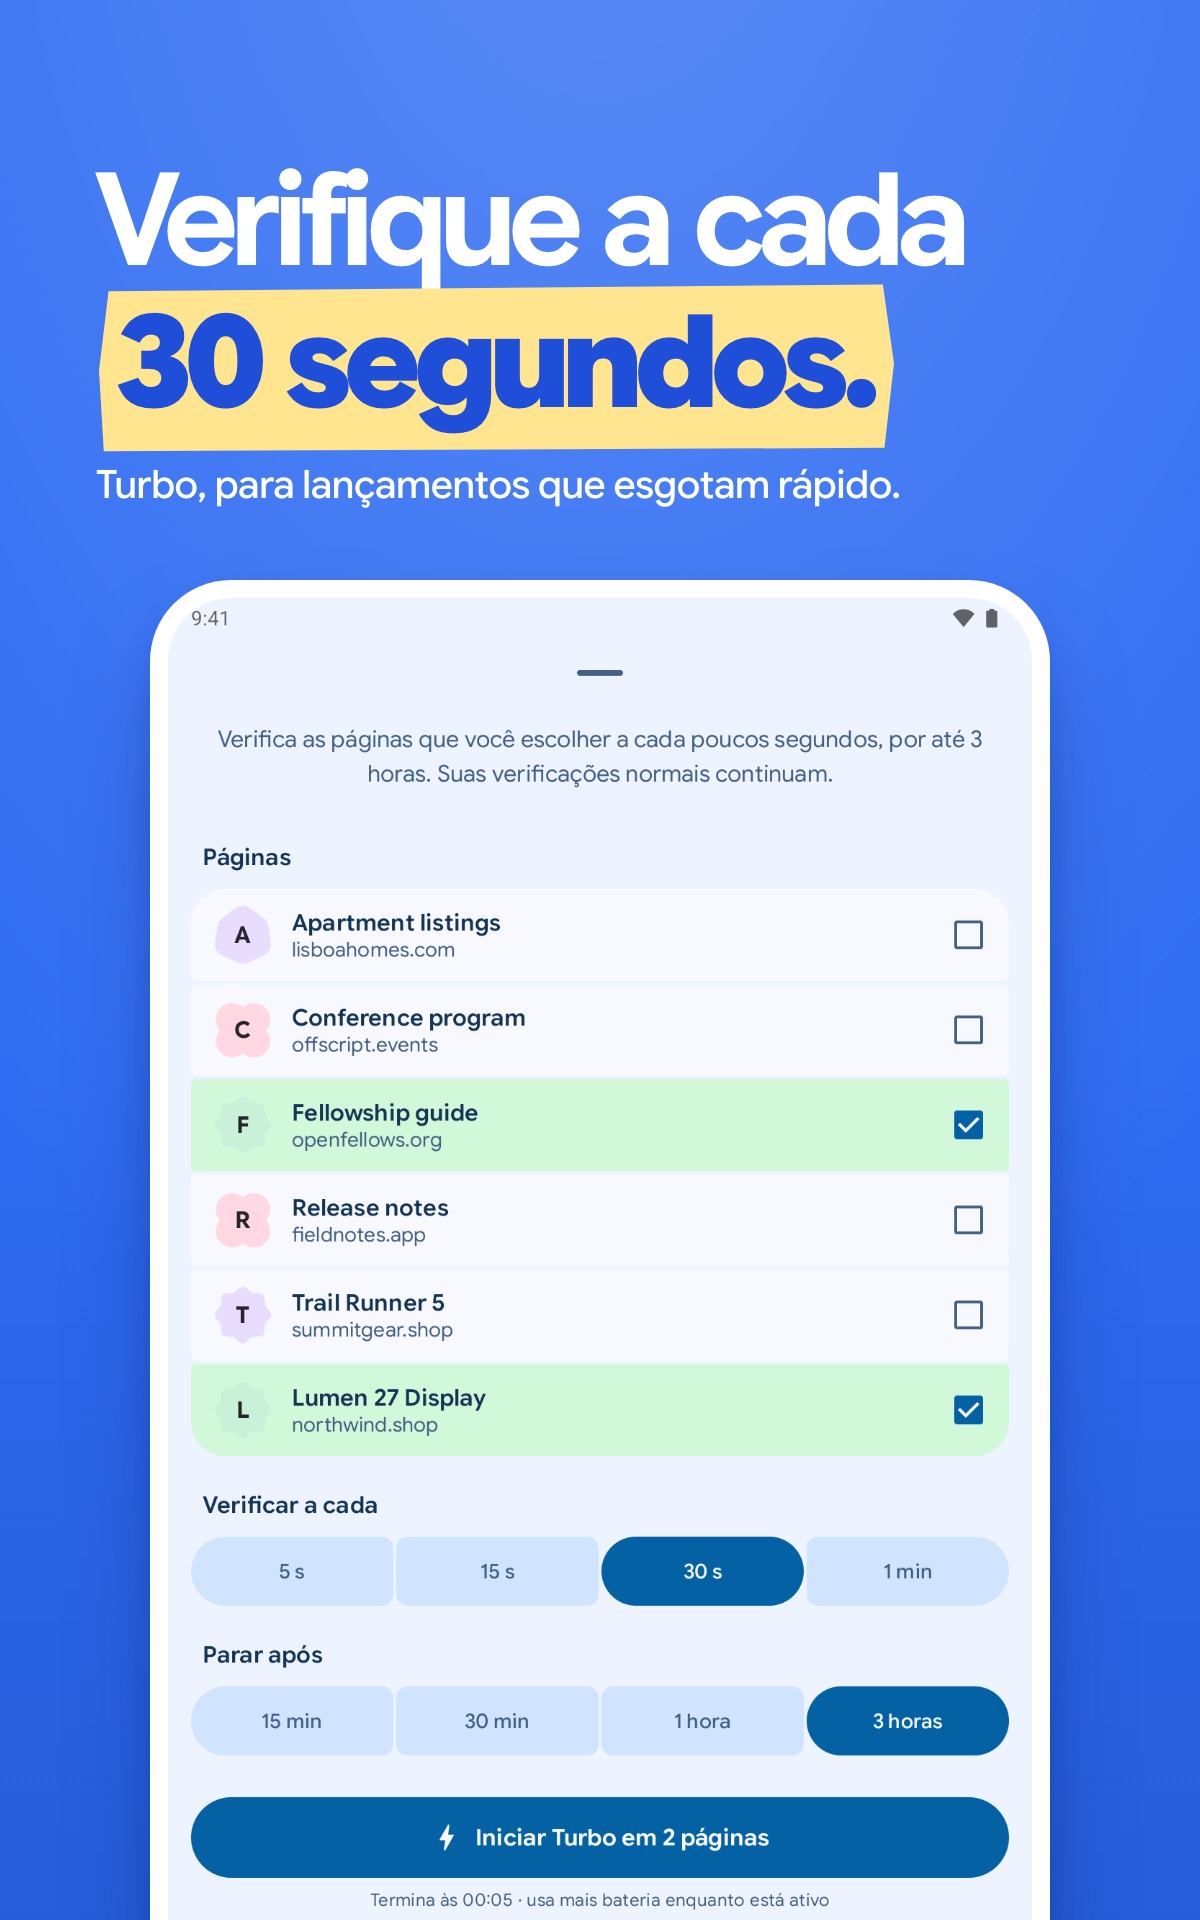 Verifique a cada
30 segundos.
Turbo, para lançamentos que esgotam rápido.
9:41
Verifica as páginas que você escolher a cada poucos segundos, por até 3
horas. Suas verificações normais continuam.
Páginas
A
Apartment listings
lisboahomes.com
C
Conference program
offscript.events
F
Fellowship guide
openfellows.org
R
Release notes
fieldnotes.app
T
Trail Runner 5
summitgear.shop
L
Lumen 27 Display
northwind.shop
Verificar a cada
5 s 15 s 30 s 1 min
Parar após
15 min 30 min 1 hora 3 horas
Iniciar Turbo em 2 páginas
Termina às 00:05 · usa mais bateria enquanto está ativo